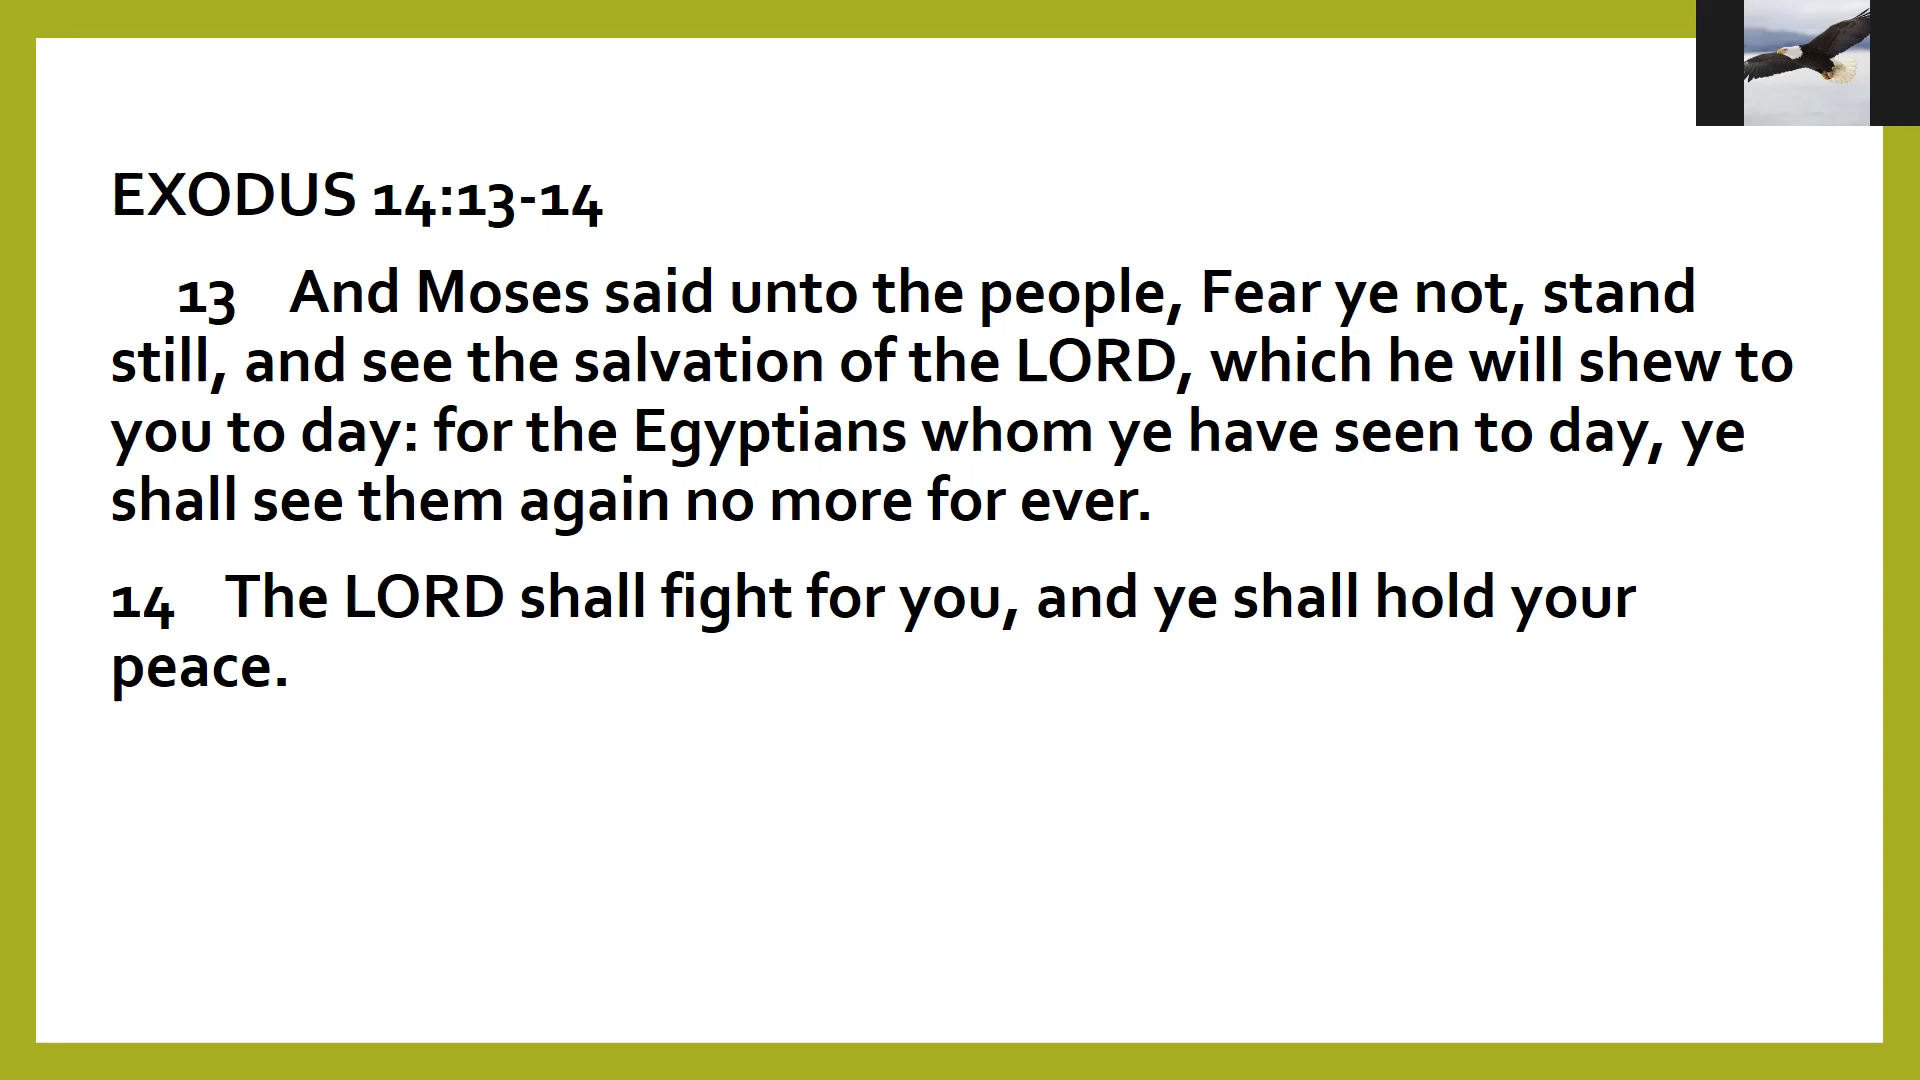 EXODUS 14:13-14
13 And Moses said unto the people, Fear ye not, stand
still, and see the salvation of the LORD, which he will shew to
you to day: for the Egyptians whom ye have seen to day, ye
shall see them again no more for ever.
14 The LORD shall fight for you, and ye shall hold your
peace.